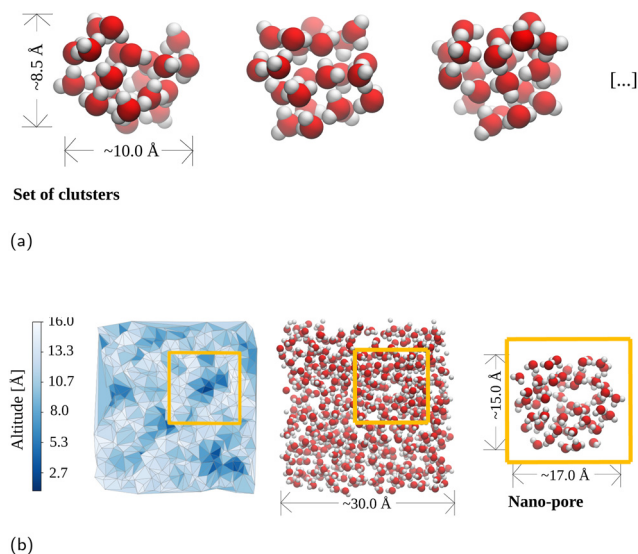 ~8.5 Å
[...]
~10.0 Å
Set of clutsters
(a)
16.0
13.3
10.7
8.0
5.3
2.7
Altitude [Å]
~15.0 Å
~30.0 Å
~17.0 Å
Nano-pore
(b)